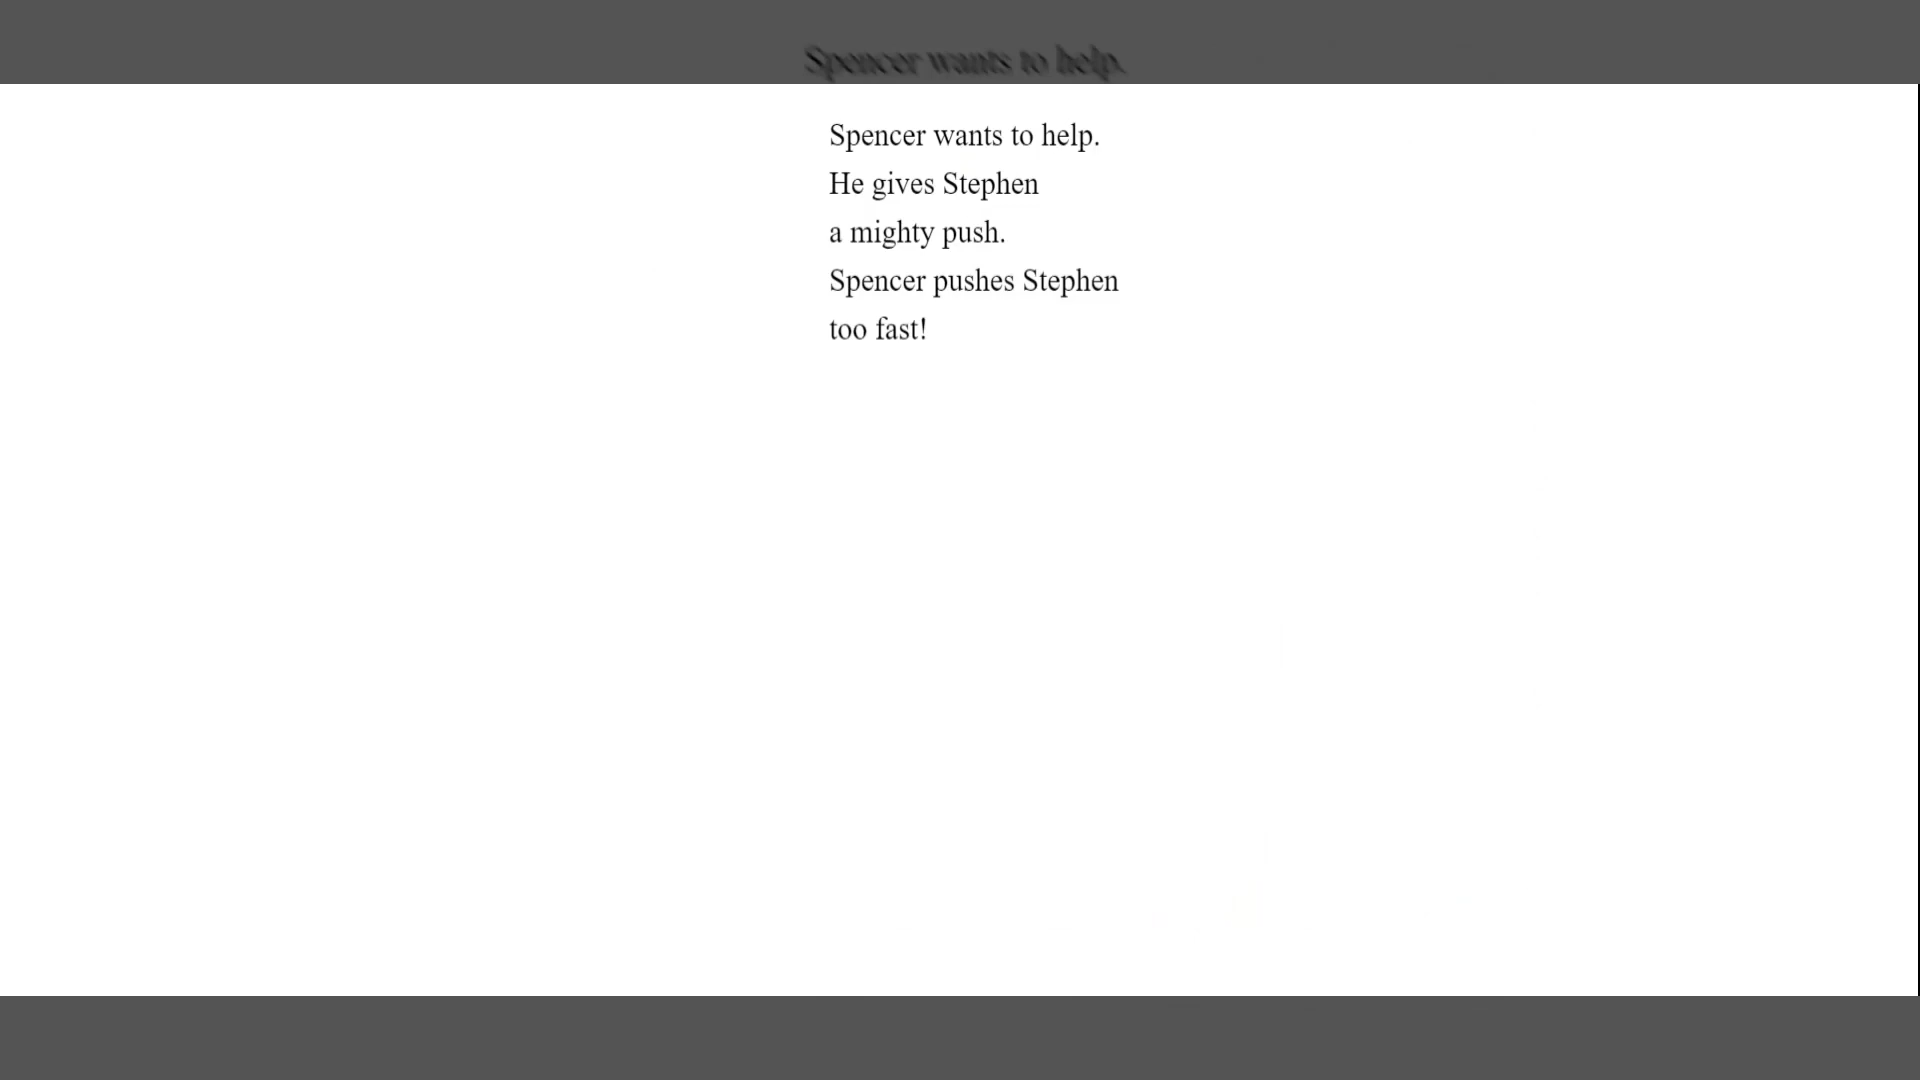 Spencer wants to help.
Spencer wants to help.
He gives Stephen
a mighty push.
Spencer pushes Stephen
too fast!